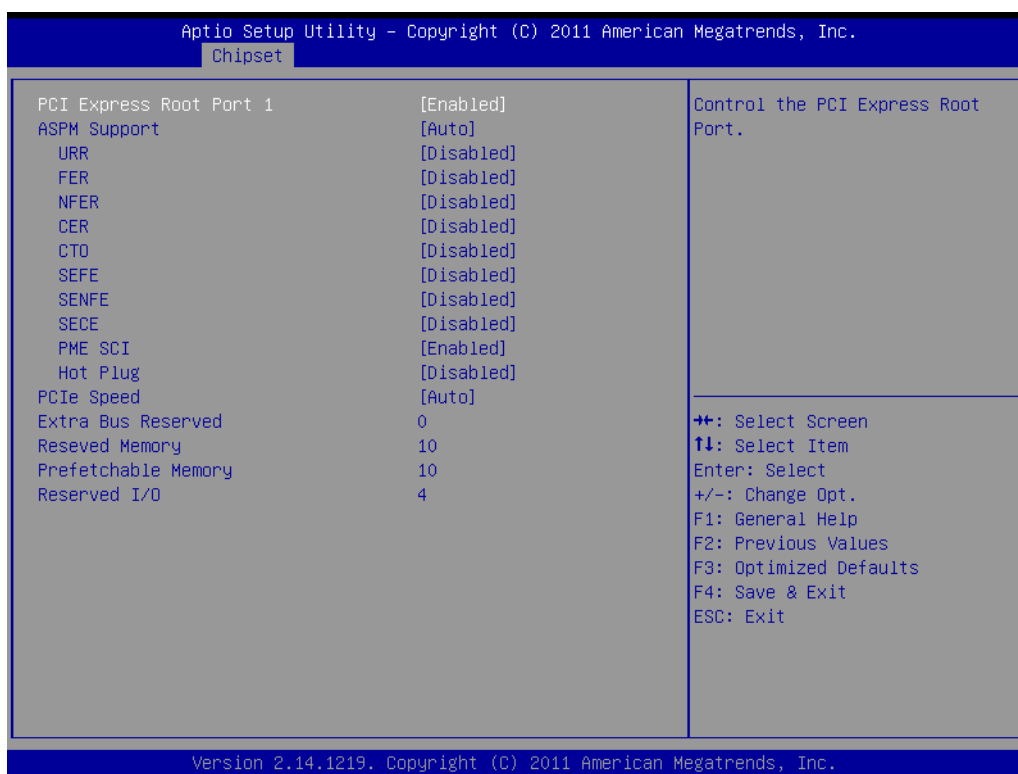 Aptio Setup Utility – Copyright (C) 2011 American Megatrends, Inc.
Chipset
PCI Express Root Port 1 [Enabled]
ASPM Support [Auto]
URR [Disabled]
FER [Disabled]
NFER [Disabled]
CER [Disabled]
CTO [Disabled]
SEFE [Disabled]
SENFE [Disabled]
SECE [Disabled]
PME SCI [Enabled]
Hot Plug [Disabled]
PCIe Speed [Auto]
Extra Bus Reserved 0
Reseved Memory 10
Prefetchable Memory 10
Reserved I/O 4
Control the PCI Express Root
Port.
→←: Select Screen
↑↓: Select Item
Enter: Select
+/-: Change Opt.
F1: General Help
F2: Previous Values
F3: Optimized Defaults
F4: Save & Exit
ESC: Exit
Version 2.14.1219. Copyright (C) 2011 American Megatrends, Inc.